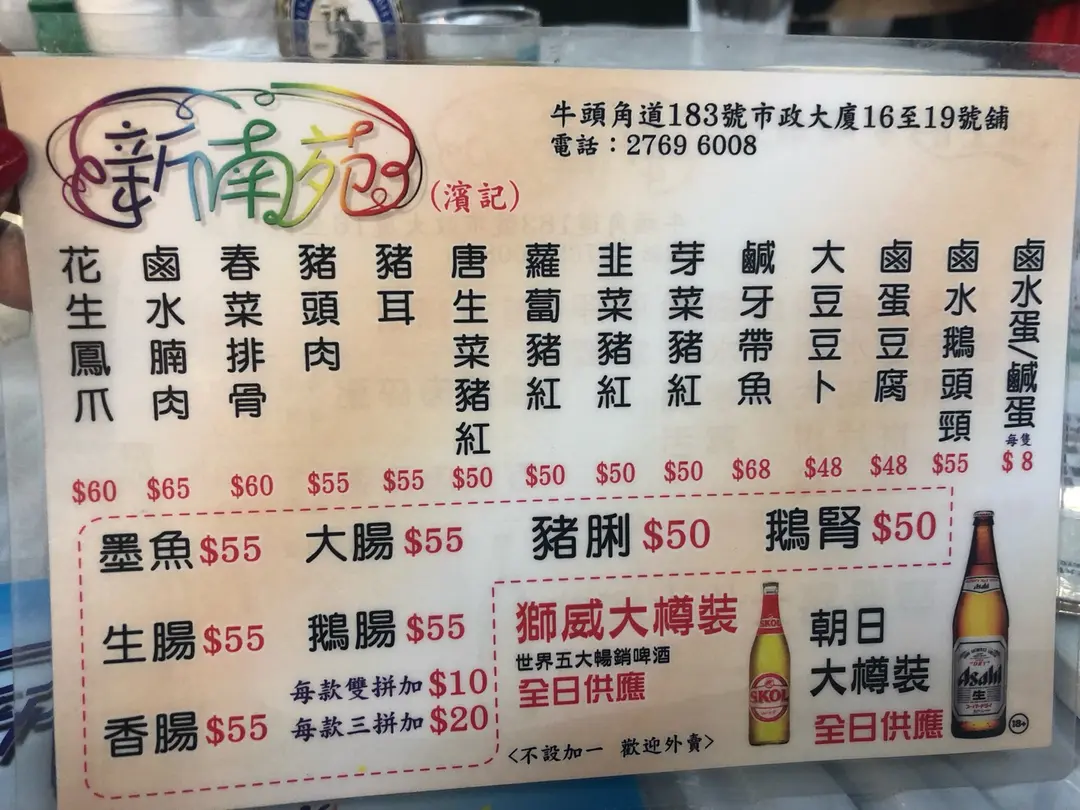 新南苑
(濱記)
牛頭角道183號市政大廈16至19號舖
電話：2769 6008
花生鳳爪 $60
鹵水腩肉 $65
春菜排骨 $60
豬頭肉 $55
豬耳 $55
唐生菜豬紅 $50
蘿蔔豬紅 $50
韭菜豬紅 $50
芽菜豬紅 $50
鹹牙帶魚 $68
大豆豆卜 $48
鹵蛋豆腐 $48
鹵水鵝頭頸 $55
鹵水蛋/鹹蛋 每隻 $8
墨魚 $55 大腸 $55 豬脷 $50 鵝腎 $50
生腸 $55 鵝腸 $55
每款雙拼加 $10
香腸 $55 每款三拼加 $20
獅威大樽裝
世界五大暢銷啤酒
全日供應
SKOL
SKOL
朝日
大樽裝
全日供應
Asahi
Asahi
生
18+
<不設加一 歡迎外賣>